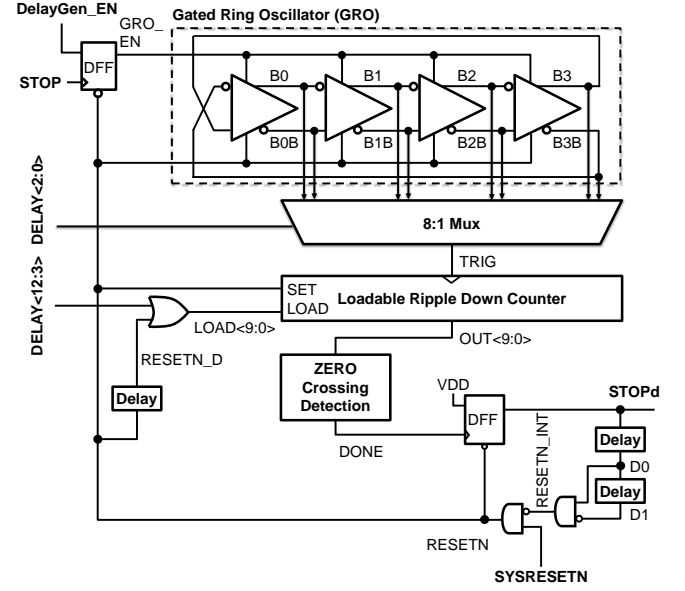 DelayGen_EN
GRO_
EN
Gated Ring Oscillator (GRO)
DFF
STOP
B0
B1
B2
B3
B0B
B1B
B2B
B3B
DELAY<2:0>
8:1 Mux
TRIG
DELAY<12:3>
SET
LOAD
Loadable Ripple Down Counter
LOAD<9:0>
OUT<9:0>
RESETN_D
ZERO
Crossing
Detection
Delay
VDD
DFF
STOPd
DONE
RESETN_INT
Delay
D0
Delay
D1
RESETN
SYSRESETN